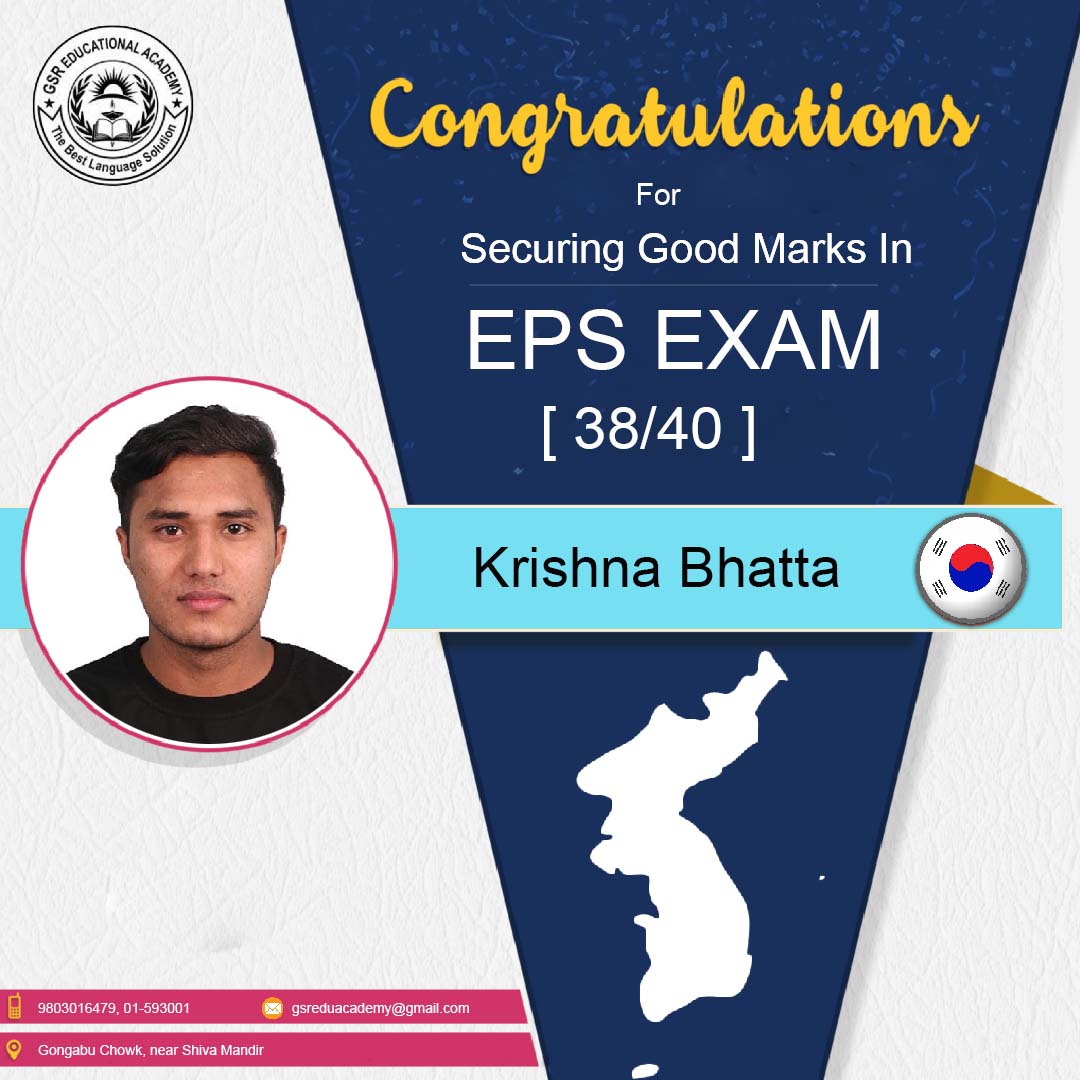 GSR EDUCATIONAL ACADEMY
The Best Language Solution
Congratulations
For
Securing Good Marks In
EPS EXAM
[ 38/40 ]
Krishna Bhatta
9803016479, 01-593001
gsreduacademy@gmail.com
Gongabu Chowk, near Shiva Mandir